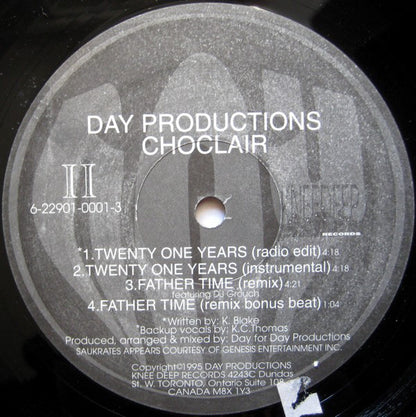 DAY PRODUCTIONS
CHOCLAIR
II
6-22901-0001-3
KNEEDEEP
RECORDS
*1.TWENTY ONE YEARS (radio edit) 4:18
2.TWENTY ONE YEARS (instrumental) 4:18
3.FATHER TIME (remix) 4:21
featuring DJ Grouch
4.FATHER TIME (remix bonus beat) 1:04
*Written by: K. Blake
*Backup vocals by: K.C.Thomas
Produced, arranged & mixed by: Day for Day Productions
SAUKRATES APPEARS COURTESY OF GENESIS ENTERTAINMENT INC.
Copyright©1995 DAY PRODUCTIONS
KNEE DEEP RECORDS 4243C Dundas
St. W. TORONTO, Ontario Suite
CANADA M8X 1Y3